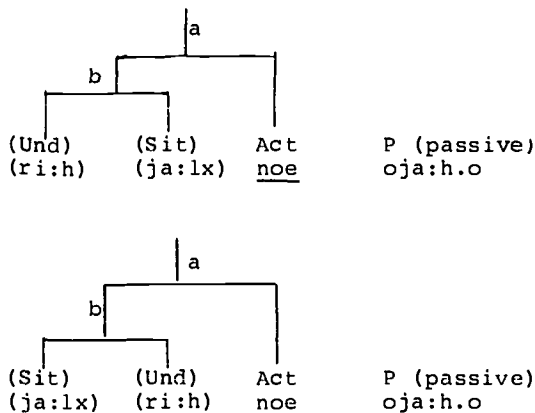 a
b
(Und) (Sit) Act P (passive)
(ri:h) (ja:lx) noe oja:h.o
a
b
(Sit) (Und) Act P (passive)
(ja:lx) (ri:h) noe oja:h.o